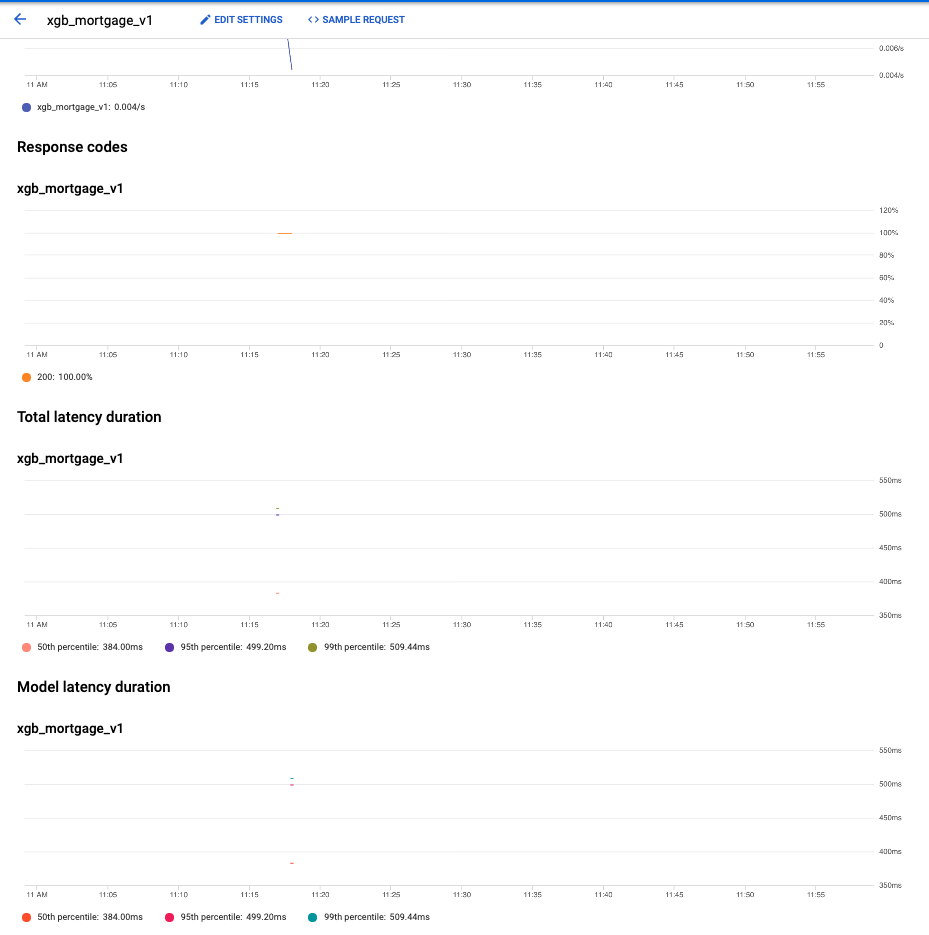 xgb_mortgage_v1 EDIT SETTINGS <> SAMPLE REQUEST
0.006/s
0.004/s
11 AM 11:05 11:10 11:15 11:20 11:25 11:30 11:35 11:40 11:45 11:50 11:55
xgb_mortgage_v1: 0.004/s
Response codes
xgb_mortgage_v1
120%
100%
80%
60%
40%
20%
0
11 AM 11:05 11:10 11:15 11:20 11:25 11:30 11:35 11:40 11:45 11:50 11:55
200: 100.00%
Total latency duration
xgb_mortgage_v1
550ms
500ms
450ms
400ms
350ms
11 AM 11:05 11:10 11:15 11:20 11:25 11:30 11:35 11:40 11:45 11:50 11:55
50th percentile: 384.00ms 95th percentile: 499.20ms 99th percentile: 509.44ms
Model latency duration
xgb_mortgage_v1
550ms
500ms
450ms
400ms
350ms
11 AM 11:05 11:10 11:15 11:20 11:25 11:30 11:35 11:40 11:45 11:50 11:55
50th percentile: 384.00ms 95th percentile: 499.20ms 99th percentile: 509.44ms